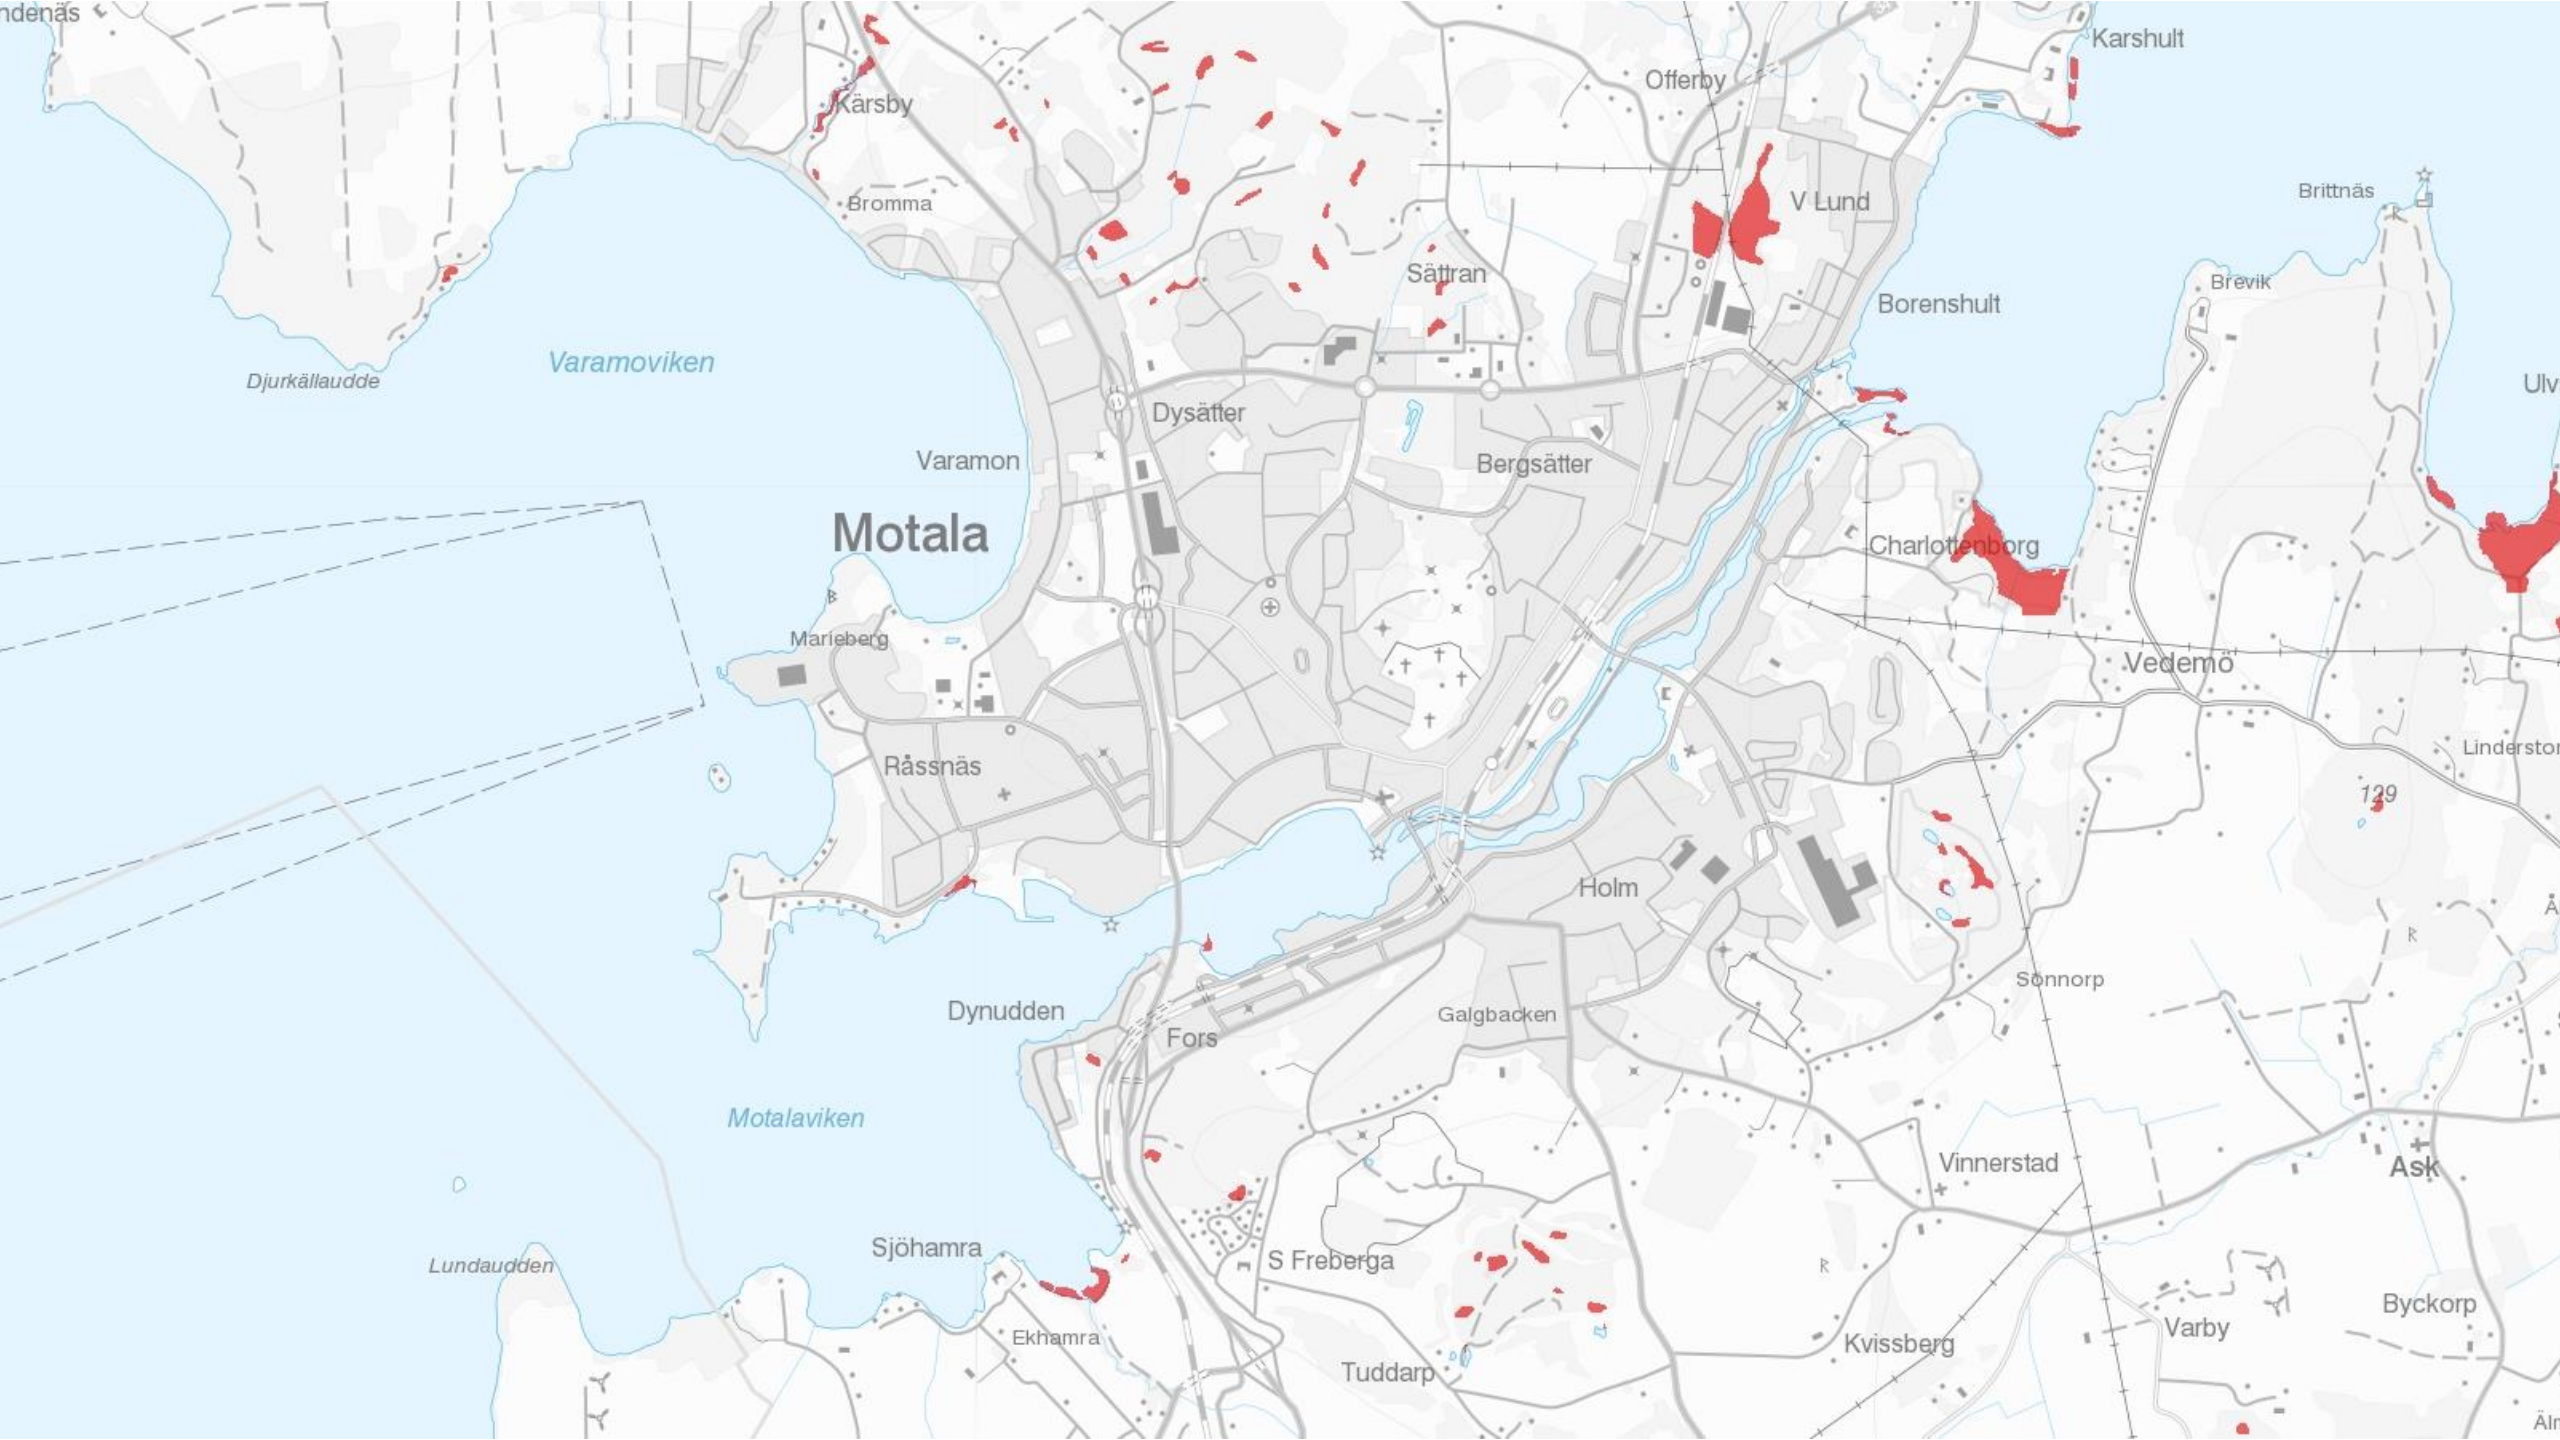 ndenäs
Karshult
Offerby
Kärsby
Brittnäs
V Lund
Bromma
Sättran
Brevik
Borenshult
Varamoviken
Djurkällaudde
Ulv
Dysätter
Varamon
Bergsätter
Motala
Charlottenborg
Marieberg
Vedemö
Linderstor
Råssnäs
129
Holm
Sönnorp
Dynudden
Galgbacken
Fors
Motalaviken
Vinnerstad
Ask
Sjöhamra
S Freberga
Lundaudden
Byckorp
Varby
Ekhamra
Kvissberg
Tuddarp